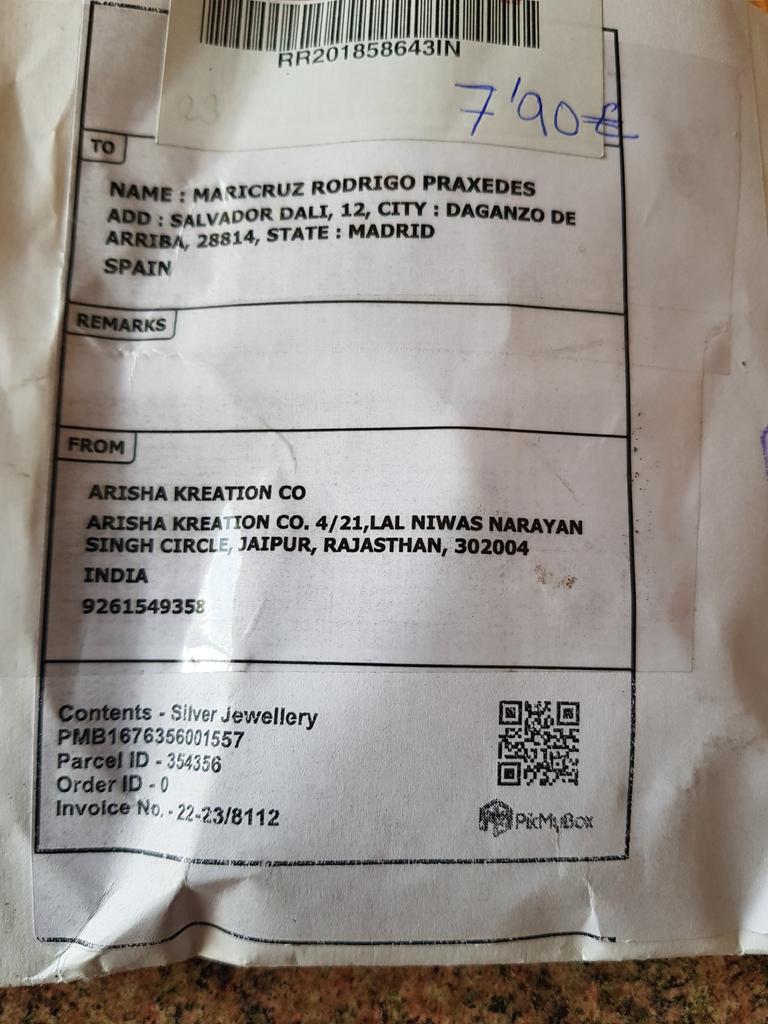 RR201858643IN
23
7'90€
TO
NAME : MARICRUZ RODRIGO PRAXEDES
ADD : SALVADOR DALI, 12, CITY : DAGANZO DE
ARRIBA, 28814, STATE : MADRID
SPAIN
REMARKS
FROM
ARISHA KREATION CO
ARISHA KREATION CO. 4/21,LAL NIWAS NARAYAN
SINGH CIRCLE, JAIPUR, RAJASTHAN, 302004
INDIA
9261549358
Contents - Silver Jewellery
PMB1676356001557
Parcel ID - 354356
Order ID - 0
Invoice No. - 22-23/8112
PikMyBox